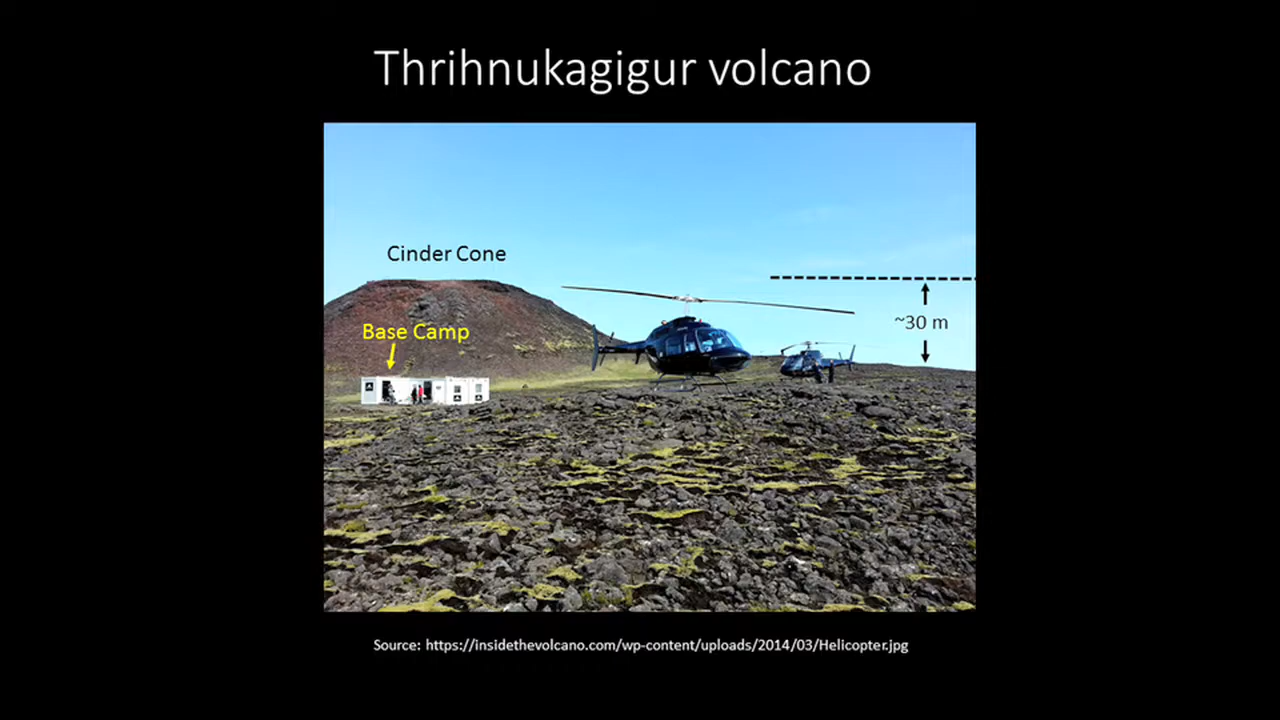 Thrihnukagigur volcano
Cinder Cone
Base Camp
~30 m
Source: https://insidethevolcano.com/wp-content/uploads/2014/03/Helicopter.jpg